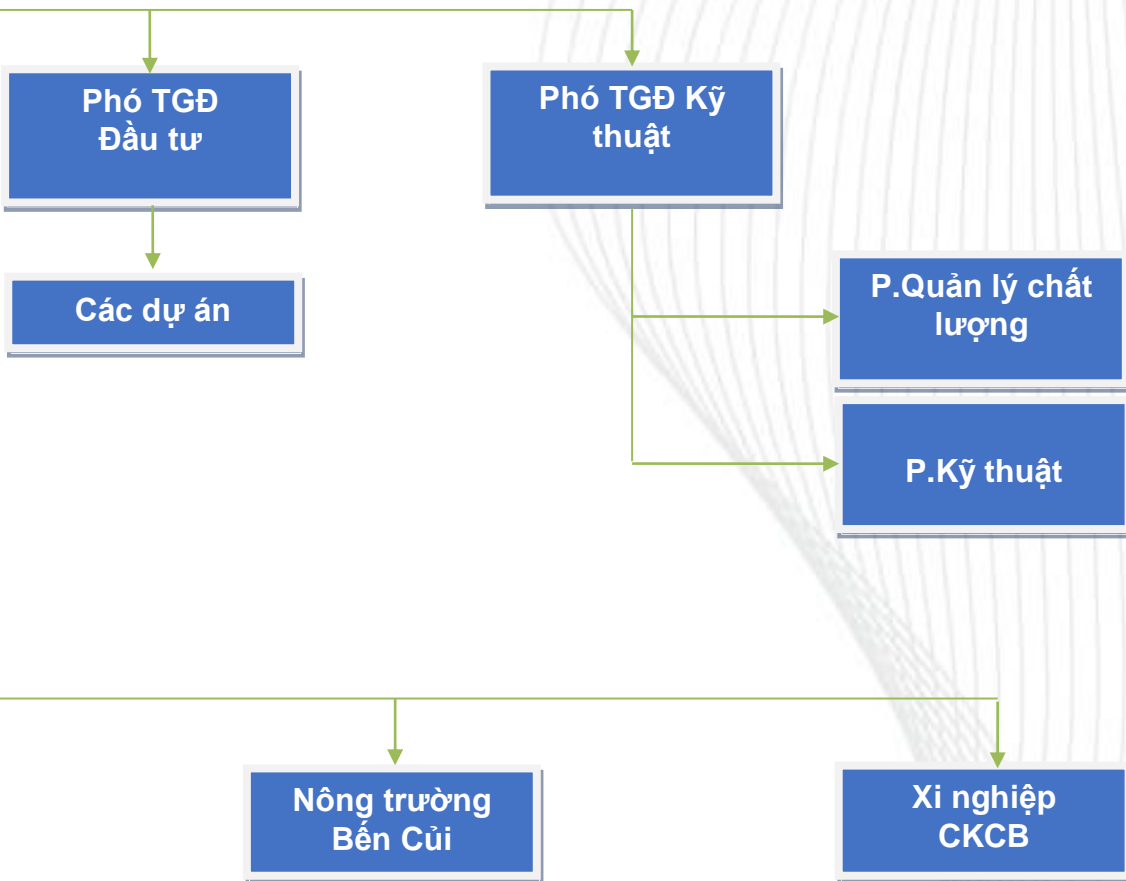 Phó TGĐ
Đầu tư
Phó TGĐ Kỹ
thuật
Các dự án
P.Quản lý chất
lượng
P.Kỹ thuật
Nông trường
Bến Củi
Xi nghiệp
CKCB